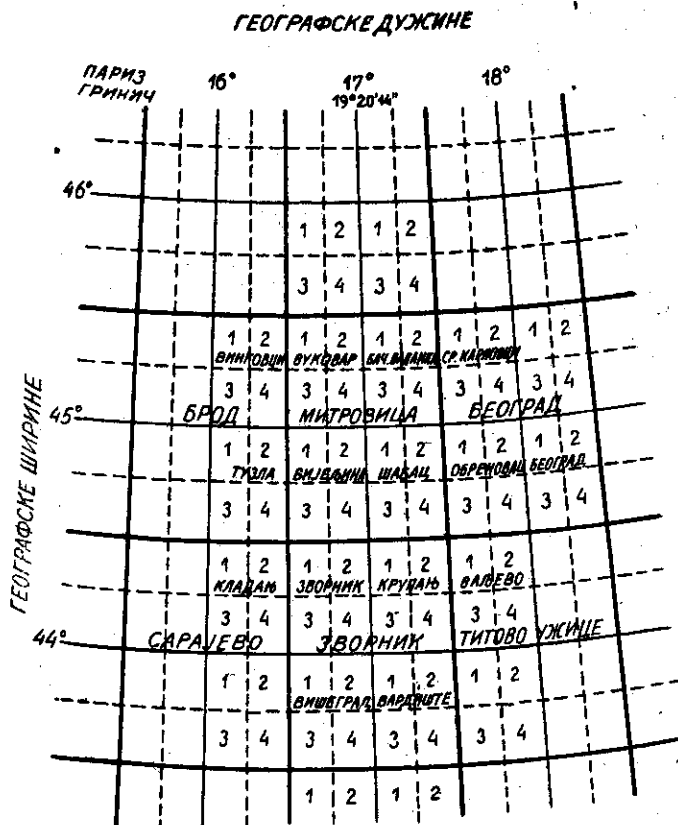 ГЕОГРАФСКЕ ДУЖИНЕ
ПАРИЗ 16° 17° 18°
ГРИНИЧ 19°20'14"
46°
1 2 1 2
3 4 3 4
1 2 1 2 1 2 1 2 1 2
ВИНКОВЦИ ВУКОВАР БАЧ.ПАЛАНКА СР.КАРЛОВЦИ
3 4 3 4 3 4 3 4 3 4
45° БРОД МИТРОВИЦА БЕОГРАД
ГЕОГРАФСКЕ ШИРИНЕ
1 2 1 2 1 2 1 2 1 2
ТУЗЛА БИЈЕЉИНА ШАБАЦ ОБРЕНОВАЦ БЕОГРАД
3 4 3 4 3 4 3 4 3 4
1 2 1 2 1 2 1 2
КЛАДАЊ ЗВОРНИК КРУПАЊ ВАЉЕВО
3 4 3 4 3 4 3 4
44° САРАЈЕВО ЗВОРНИК ТИТОВО УЖИЦЕ
1 2 1 2 1 2 1 2
ВИШЕГРАД ВАРДИШТЕ
3 4 3 4 3 4 3 4
1 2 1 2